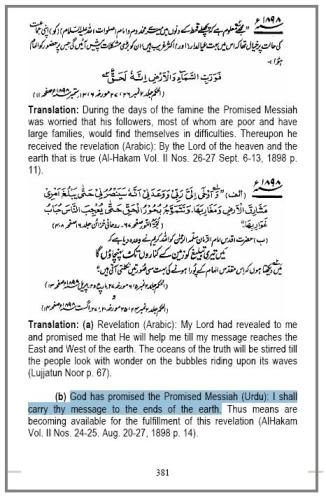 ۱۸۹۸ء
فَوَرَبِّ السَّمَآءِ وَالْاَرْضِ اِنَّهٗ لَحَقٌّ
Translation: During the days of the famine the Promised Messiah
was worried that his followers, most of whom are poor and have
large families, would find themselves in difficulties. Thereupon he
received the revelation (Arabic): By the Lord of the heaven and the
earth that is true (Al-Hakam Vol. II Nos. 26-27 Sept. 6-13, 1898 p.
11).
۱۸۹۸ء
(الف) وَاَوْحٰى اِلَيَّ رَبِّيْ وَوَعَدَنِيْ اَنَّهٗ سَيَنْصُرُنِيْ حَتّٰى يَبْلُغَ اَمْرِيْ
مَشَارِقَ الْاَرْضِ وَمَغَارِبَهَا. وَتَتَمَوَّجُ بُحُوْرُ الْحَقِّ حَتّٰى يُعْجِبَ النَّاسَ حُبَابُ
غَوَارِبِهَا.
میں تیری تبلیغ کو زمین کے کناروں تک پہنچاؤں گا
Translation: (a) Revelation (Arabic): My Lord had revealed to me
and promised me that He will help me till my message reaches the
East and West of the earth. The oceans of the truth will be stirred till
the people look with wonder on the bubbles riding upon its waves
(Lujjatun Noor p. 67).
(b) God has promised the Promised Messiah (Urdu): I shall
carry thy message to the ends of the earth. Thus means are
becoming available for the fulfillment of this revelation (AlHakam
Vol. II Nos. 24-25. Aug. 20-27, 1898 p. 14).
381